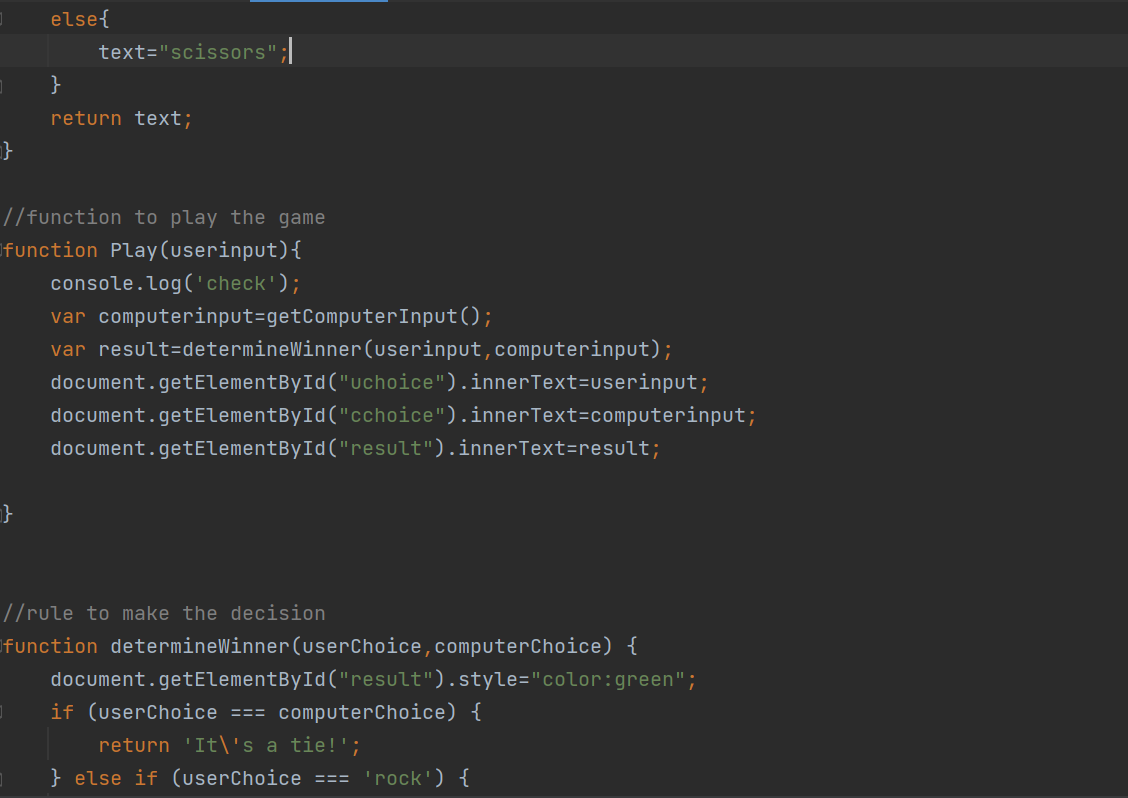 else{
text="scissors";
}
return text;
}
//function to play the game
function Play(userinput){
console.log('check');
var computerinput=getComputerInput();
var result=determineWinner(userinput,computerinput);
document.getElementById("uchoice").innerText=userinput;
document.getElementById("cchoice").innerText=computerinput;
document.getElementById("result").innerText=result;
}
//rule to make the decision
function determineWinner(userChoice,computerChoice) {
document.getElementById("result").style="color:green";
if (userChoice === computerChoice) {
return 'It\'s a tie!';
} else if (userChoice === 'rock') {